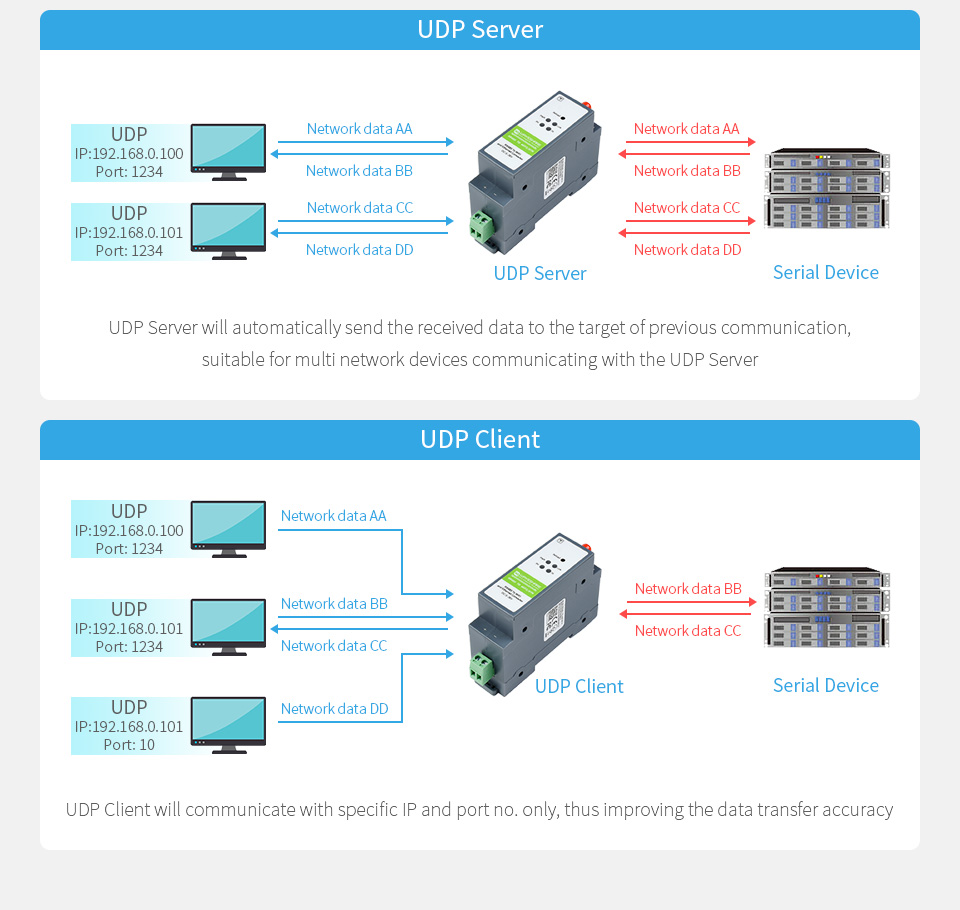 UDP Server
UDP
IP:192.168.0.100
Port: 1234
Network data AA
Network data BB
Network data AA
Network data BB
UDP
IP:192.168.0.101
Port: 1234
Network data CC
Network data DD
Network data CC
Network data DD
UDP Server
Serial Device
UDP Server will automatically send the received data to the target of previous communication,
suitable for multi network devices communicating with the UDP Server
UDP Client
UDP
IP:192.168.0.100
Port: 1234
Network data AA
UDP
IP:192.168.0.101
Port: 1234
Network data BB
Network data CC
Network data BB
Network data CC
UDP
IP:192.168.0.101
Port: 10
Network data DD
UDP Client
Serial Device
UDP Client will communicate with specific IP and port no. only, thus improving the data transfer accuracy